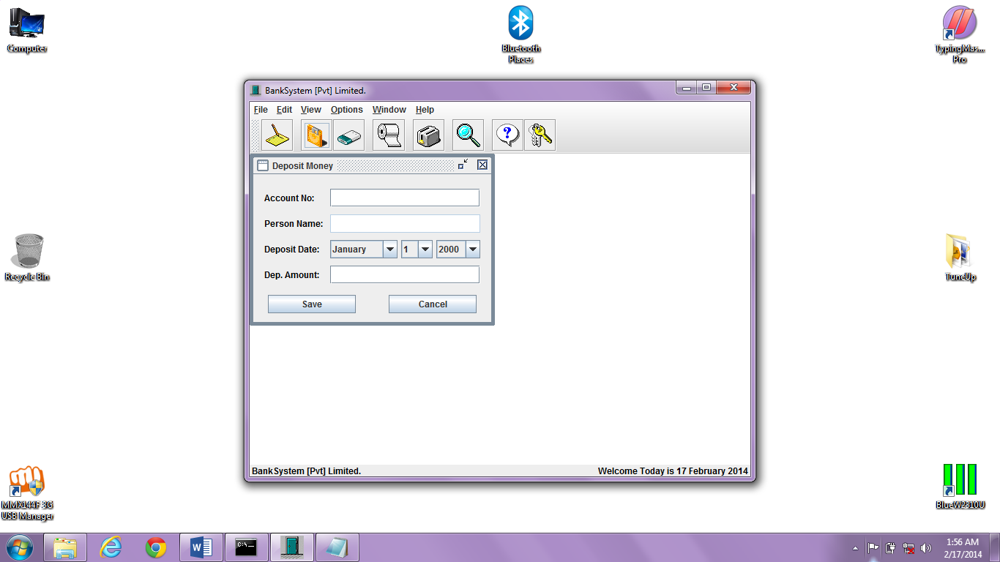 Computer
Bluetooth
Places
TypingMas...
Pro
BankSystem [Pvt] Limited.
File Edit View Options Window Help
Deposit Money
Account No:
Person Name:
Deposit Date: January 1 2000
Dep. Amount:
Save Cancel
Recycle Bin
TuneUp
BankSystem [Pvt] Limited. Welcome Today is 17 February 2014
MMX144F 3G
USB Manager
BlueW2310U
C:\_
1:56 AM
2/17/2014